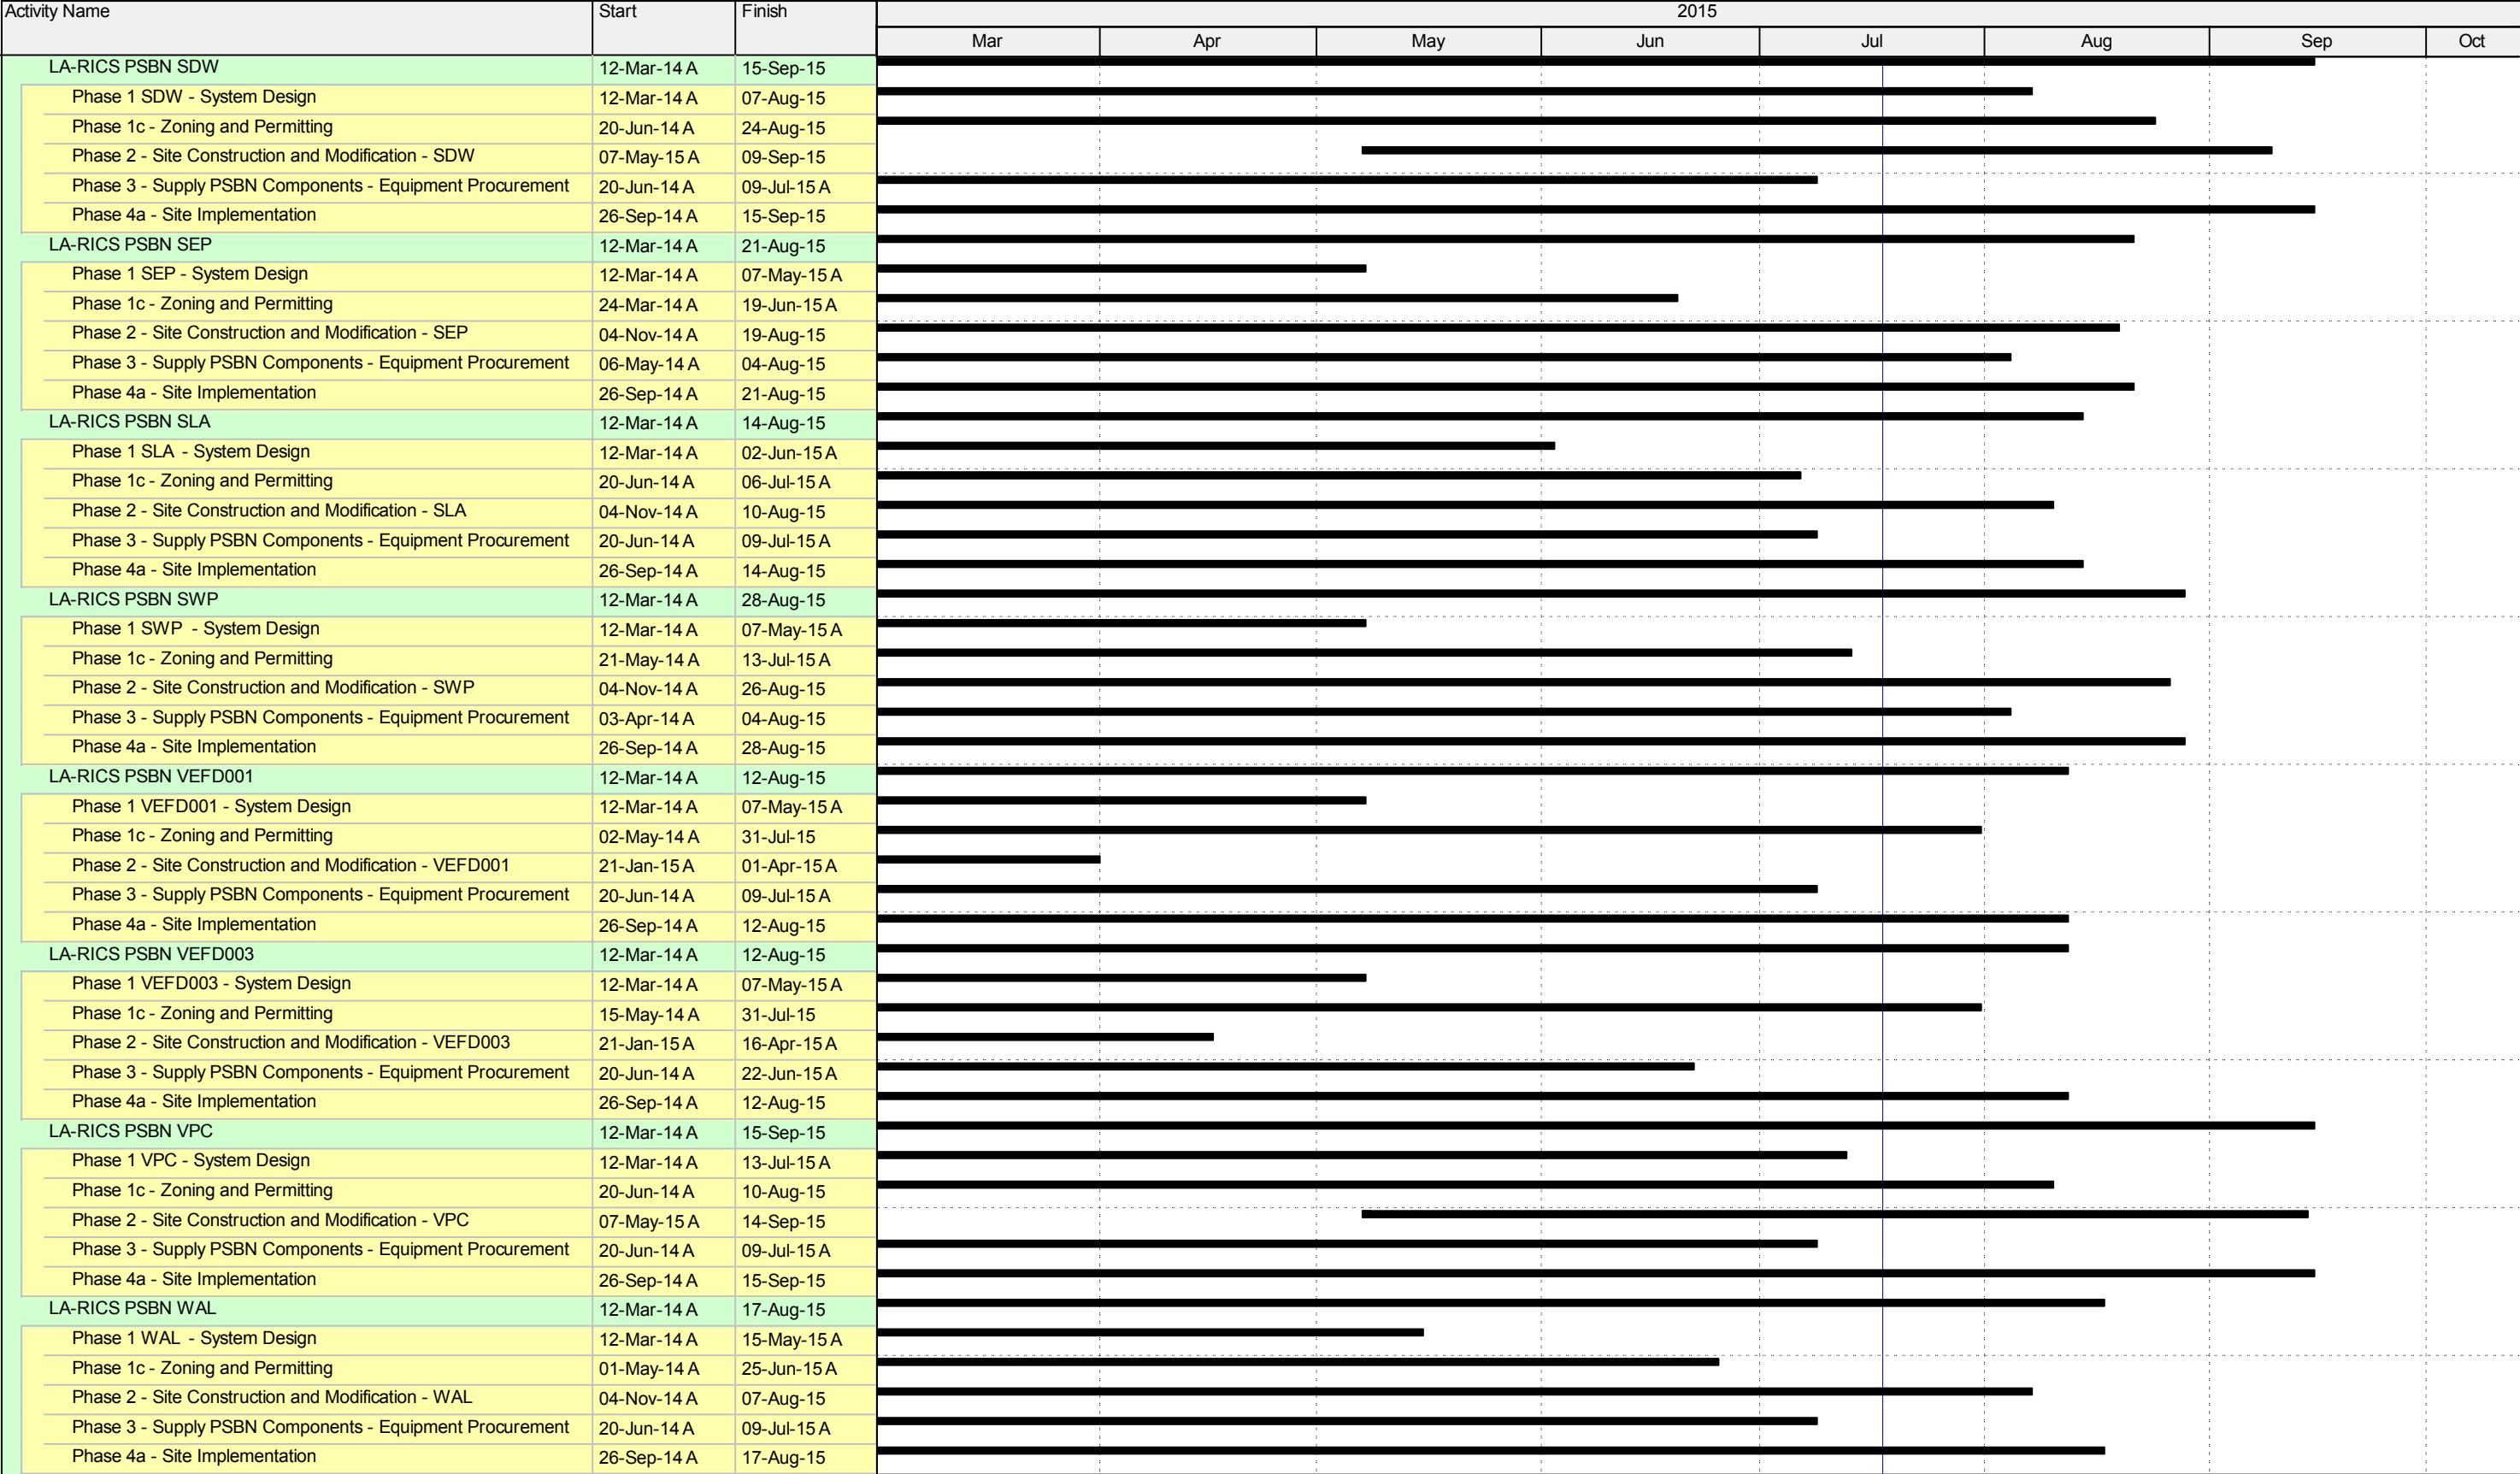 Activity Name Start Finish 2015
Mar Apr May Jun Jul Aug Sep Oct
LA-RICS PSBN SDW 12-Mar-14 A 15-Sep-15
Phase 1 SDW - System Design 12-Mar-14 A 07-Aug-15
Phase 1c - Zoning and Permitting 20-Jun-14 A 24-Aug-15
Phase 2 - Site Construction and Modification - SDW 07-May-15 A 09-Sep-15
Phase 3 - Supply PSBN Components - Equipment Procurement 20-Jun-14 A 09-Jul-15 A
Phase 4a - Site Implementation 26-Sep-14 A 15-Sep-15
LA-RICS PSBN SEP 12-Mar-14 A 21-Aug-15
Phase 1 SEP - System Design 12-Mar-14 A 07-May-15 A
Phase 1c - Zoning and Permitting 24-Mar-14 A 19-Jun-15 A
Phase 2 - Site Construction and Modification - SEP 04-Nov-14 A 19-Aug-15
Phase 3 - Supply PSBN Components - Equipment Procurement 06-May-14 A 04-Aug-15
Phase 4a - Site Implementation 26-Sep-14 A 21-Aug-15
LA-RICS PSBN SLA 12-Mar-14 A 14-Aug-15
Phase 1 SLA - System Design 12-Mar-14 A 02-Jun-15 A
Phase 1c - Zoning and Permitting 20-Jun-14 A 06-Jul-15 A
Phase 2 - Site Construction and Modification - SLA 04-Nov-14 A 10-Aug-15
Phase 3 - Supply PSBN Components - Equipment Procurement 20-Jun-14 A 09-Jul-15 A
Phase 4a - Site Implementation 26-Sep-14 A 14-Aug-15
LA-RICS PSBN SWP 12-Mar-14 A 28-Aug-15
Phase 1 SWP - System Design 12-Mar-14 A 07-May-15 A
Phase 1c - Zoning and Permitting 21-May-14 A 13-Jul-15 A
Phase 2 - Site Construction and Modification - SWP 04-Nov-14 A 26-Aug-15
Phase 3 - Supply PSBN Components - Equipment Procurement 03-Apr-14 A 04-Aug-15
Phase 4a - Site Implementation 26-Sep-14 A 28-Aug-15
LA-RICS PSBN VEFD001 12-Mar-14 A 12-Aug-15
Phase 1 VEFD001 - System Design 12-Mar-14 A 07-May-15 A
Phase 1c - Zoning and Permitting 02-May-14 A 31-Jul-15
Phase 2 - Site Construction and Modification - VEFD001 21-Jan-15 A 01-Apr-15 A
Phase 3 - Supply PSBN Components - Equipment Procurement 20-Jun-14 A 09-Jul-15 A
Phase 4a - Site Implementation 26-Sep-14 A 12-Aug-15
LA-RICS PSBN VEFD003 12-Mar-14 A 12-Aug-15
Phase 1 VEFD003 - System Design 12-Mar-14 A 07-May-15 A
Phase 1c - Zoning and Permitting 15-May-14 A 31-Jul-15
Phase 2 - Site Construction and Modification - VEFD003 21-Jan-15 A 16-Apr-15 A
Phase 3 - Supply PSBN Components - Equipment Procurement 20-Jun-14 A 22-Jun-15 A
Phase 4a - Site Implementation 26-Sep-14 A 12-Aug-15
LA-RICS PSBN VPC 12-Mar-14 A 15-Sep-15
Phase 1 VPC - System Design 12-Mar-14 A 13-Jul-15 A
Phase 1c - Zoning and Permitting 20-Jun-14 A 10-Aug-15
Phase 2 - Site Construction and Modification - VPC 07-May-15 A 14-Sep-15
Phase 3 - Supply PSBN Components - Equipment Procurement 20-Jun-14 A 09-Jul-15 A
Phase 4a - Site Implementation 26-Sep-14 A 15-Sep-15
LA-RICS PSBN WAL 12-Mar-14 A 17-Aug-15
Phase 1 WAL - System Design 12-Mar-14 A 15-May-15 A
Phase 1c - Zoning and Permitting 01-May-14 A 25-Jun-15 A
Phase 2 - Site Construction and Modification - WAL 04-Nov-14 A 07-Aug-15
Phase 3 - Supply PSBN Components - Equipment Procurement 20-Jun-14 A 09-Jul-15 A
Phase 4a - Site Implementation 26-Sep-14 A 17-Aug-15